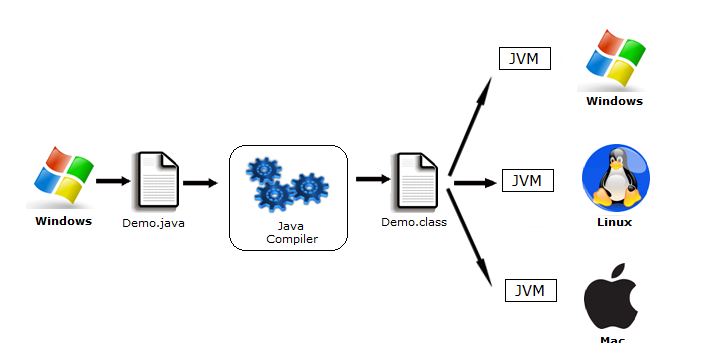 JVM
Windows
Windows
Demo.java
Java
Compiler
Demo.class
JVM
Linux
JVM
Mac